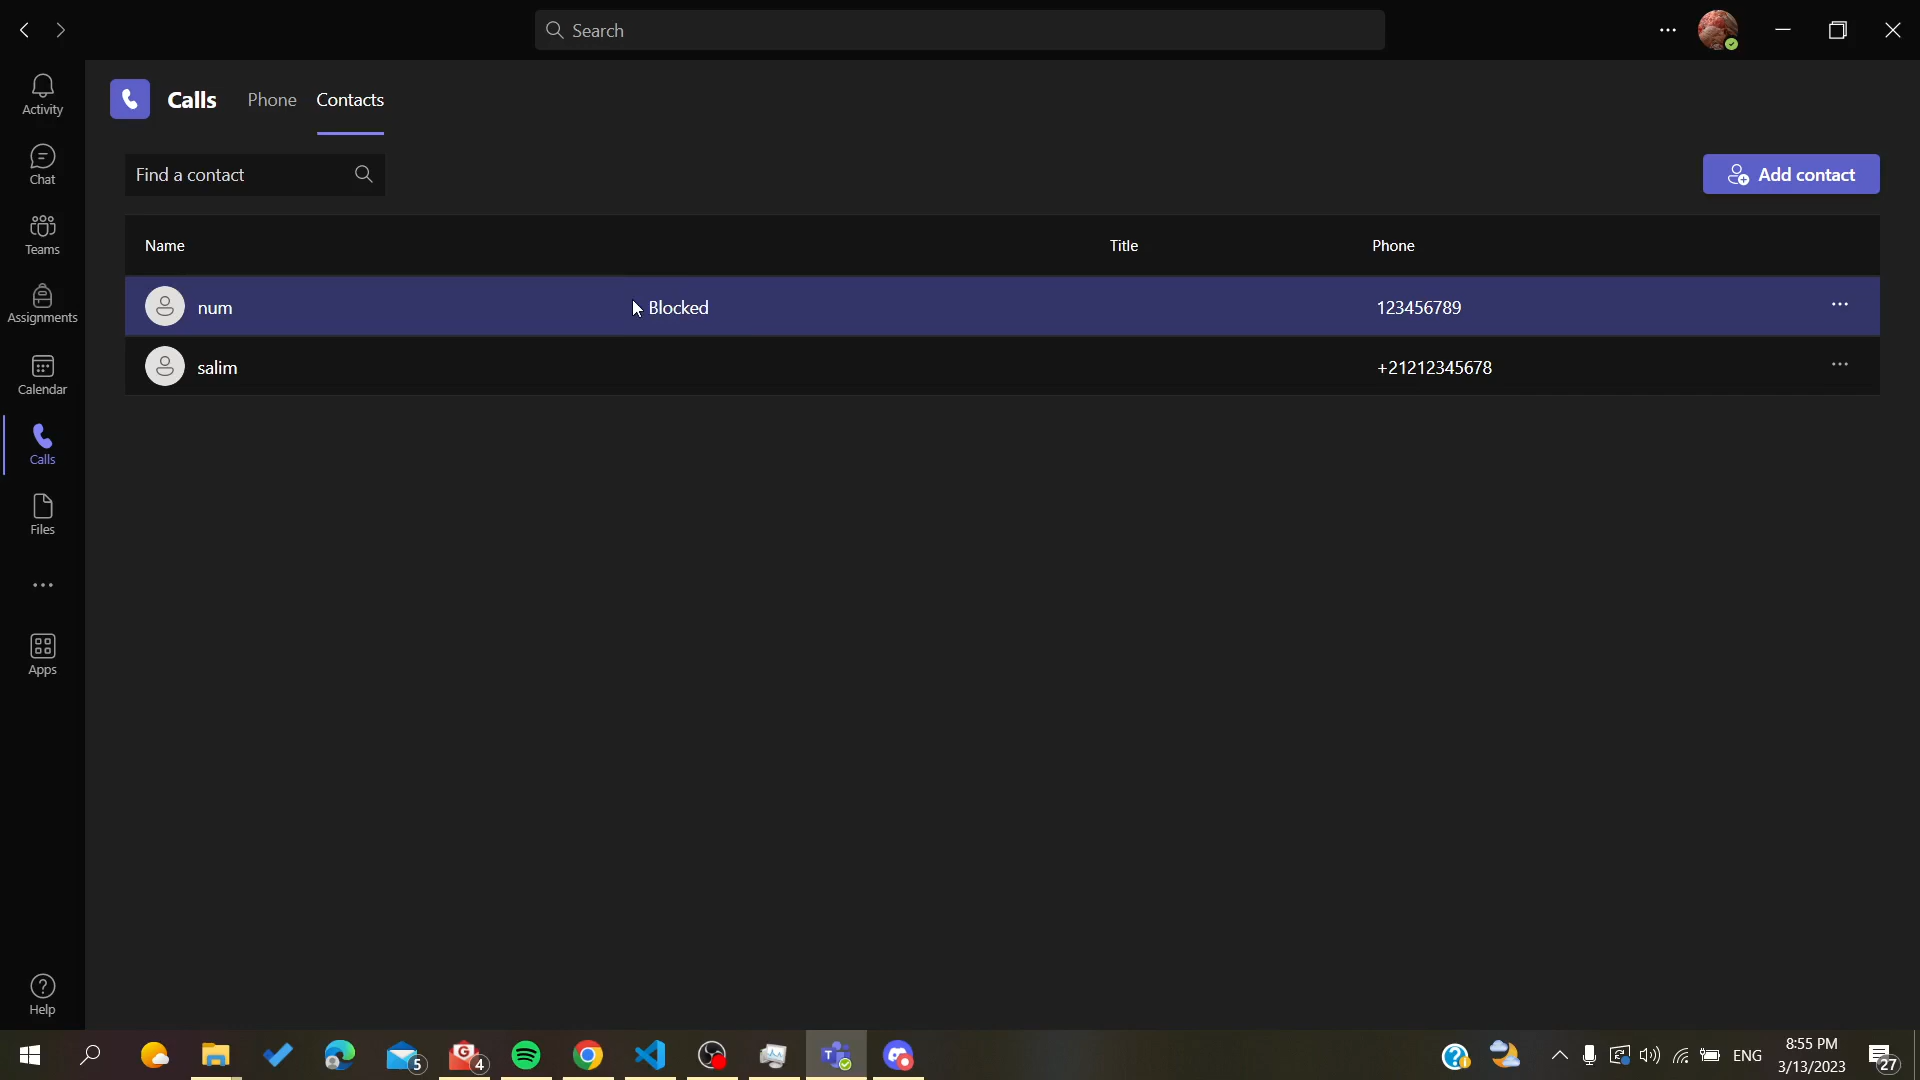 Search
Activity
Chat
Teams
Assignments
Calendar
Calls
Files
Apps
Help
Calls Phone Contacts
Find a contact
Add contact
Name Title Phone
num Blocked 123456789
salim +21212345678
5
G 4
T
ENG
8:55 PM
3/13/2023
27